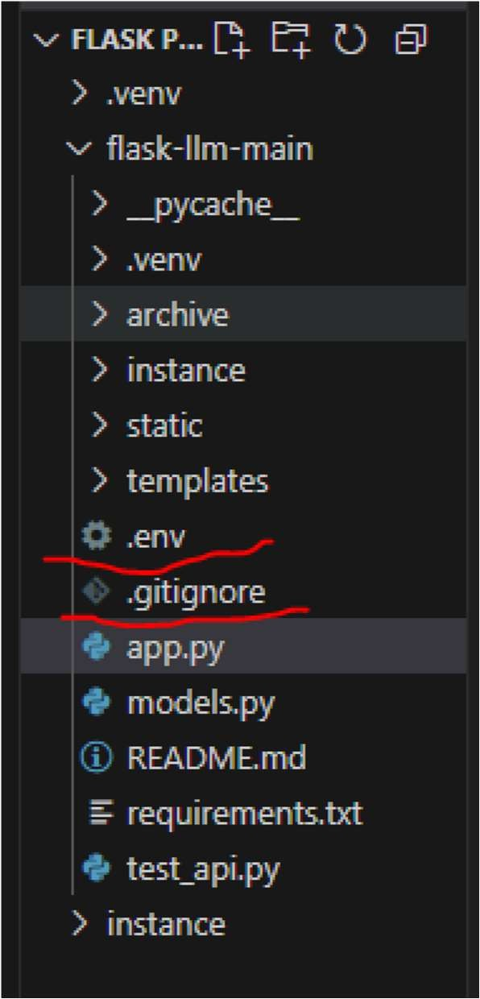 FLASK P...
.venv
flask-llm-main
__pycache__
.venv
archive
instance
static
templates
.env
.gitignore
app.py
models.py
README.md
requirements.txt
test_api.py
instance